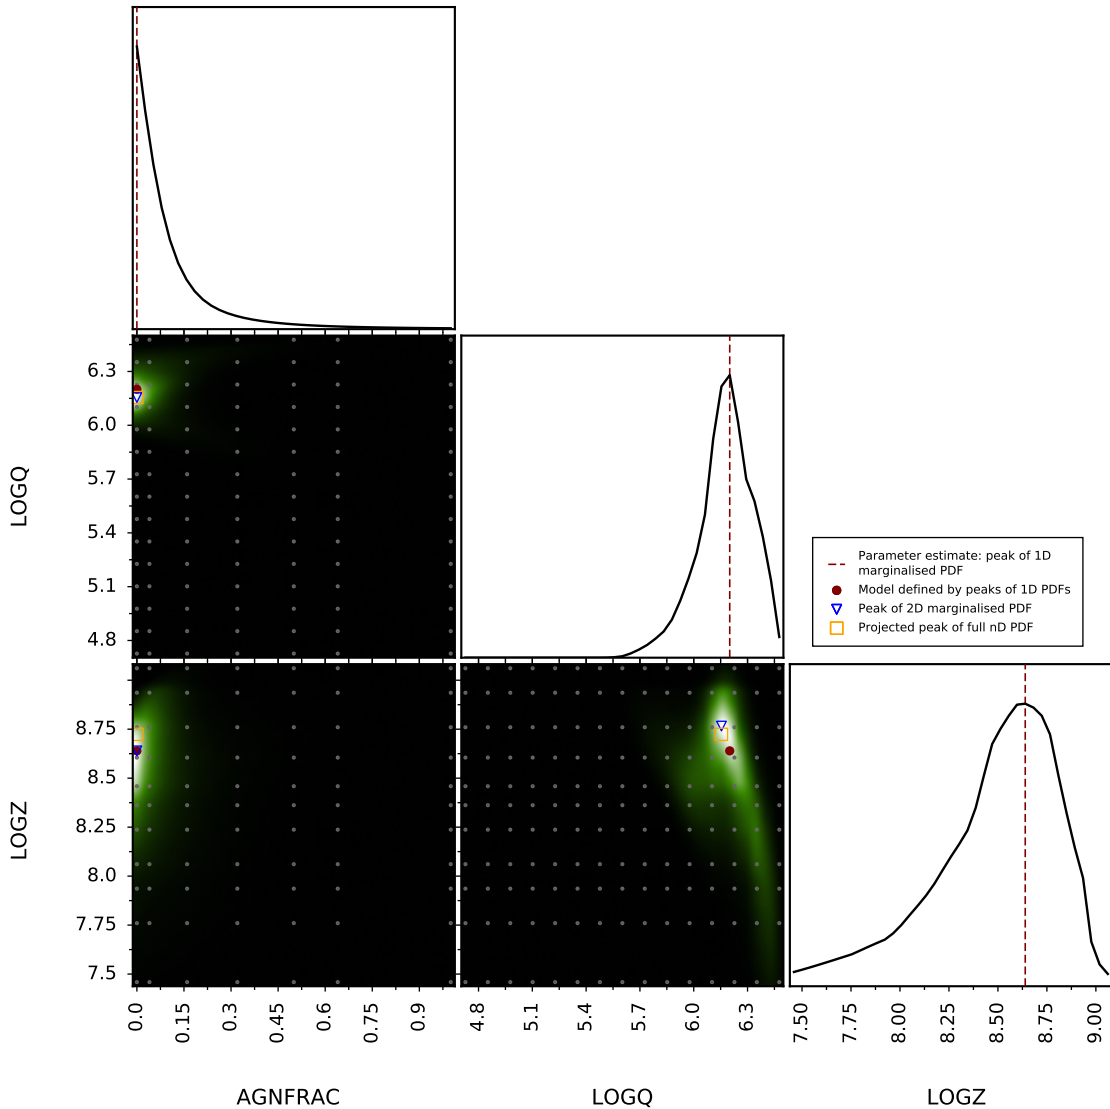 6.3
6.0
5.7
5.4
5.1
4.8
LOGQ
Parameter estimate: peak of 1D
marginalised PDF
Model defined by peaks of 1D PDFs
Peak of 2D marginalised PDF
Projected peak of full nD PDF
8.75
8.5
8.25
8.0
7.75
7.5
LOGZ
0.0 0.15 0.3 0.45 0.6 0.75 0.9
4.8 5.1 5.4 5.7 6.0 6.3
7.50 7.75 8.00 8.25 8.50 8.75 9.00
AGNFRAC LOGQ LOGZ